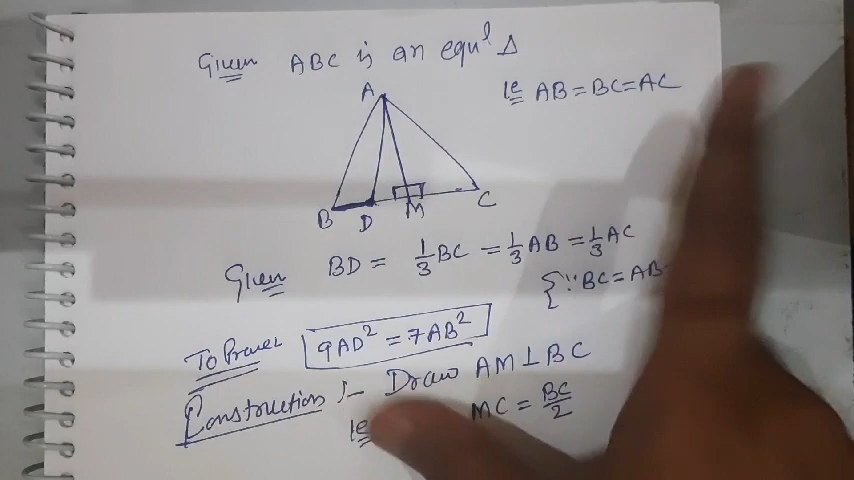 Given ABC is an equl Δ
ie AB = BC = AC
A
B D M C
Given BD = 1/3 BC = 1/3 AB = 1/3 AC
{∵ BC = AB
To Prove:
9AD² = 7AB²
Construction :- Draw AM ⊥ BC
ie MC = BC/2